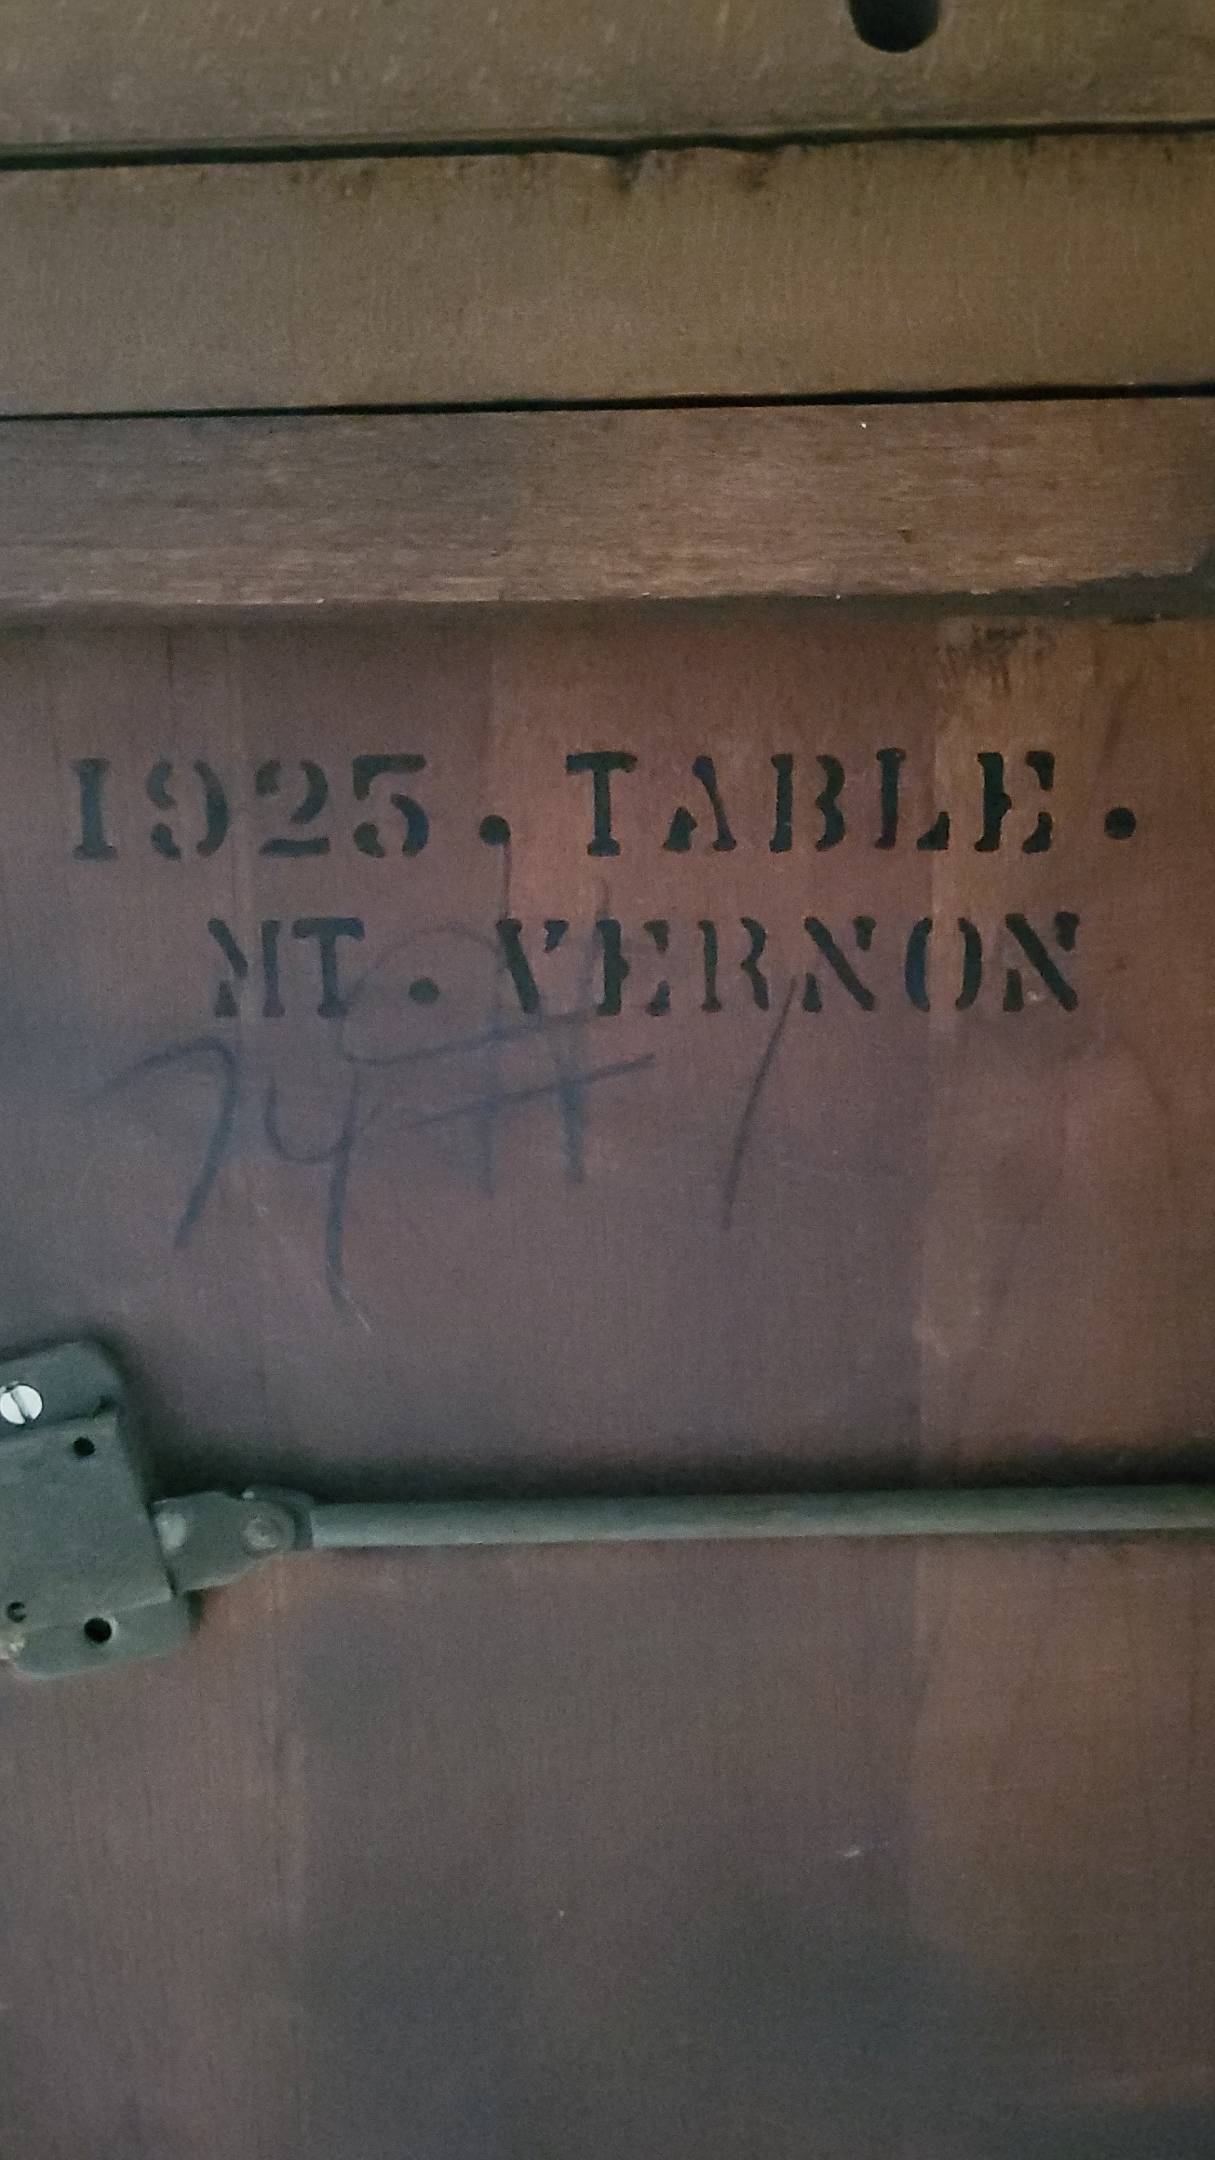 1925. TABLE.
MT. VERNON
74 # 1